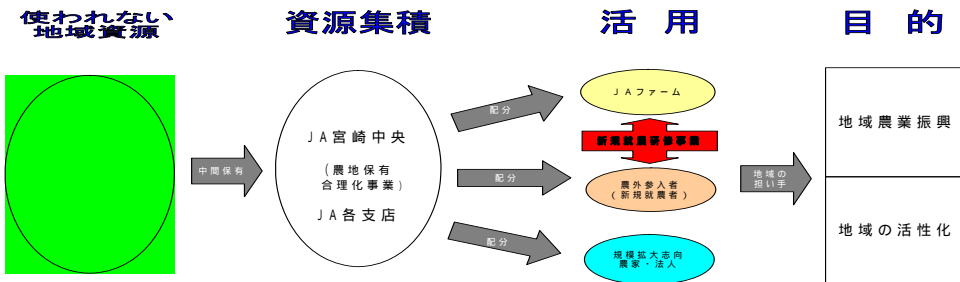 使われない
地域資源
資源集積
活用
目的
中間保有
JA宮崎中央
(農地保有
合理化事業)
JA各支店
配分
配分
配分
JAファーム
新規就農研修事業
農外参入者
(新規就農者)
規模拡大志向
農家・法人
地域の
担い手
地域農業振興
地域の活性化